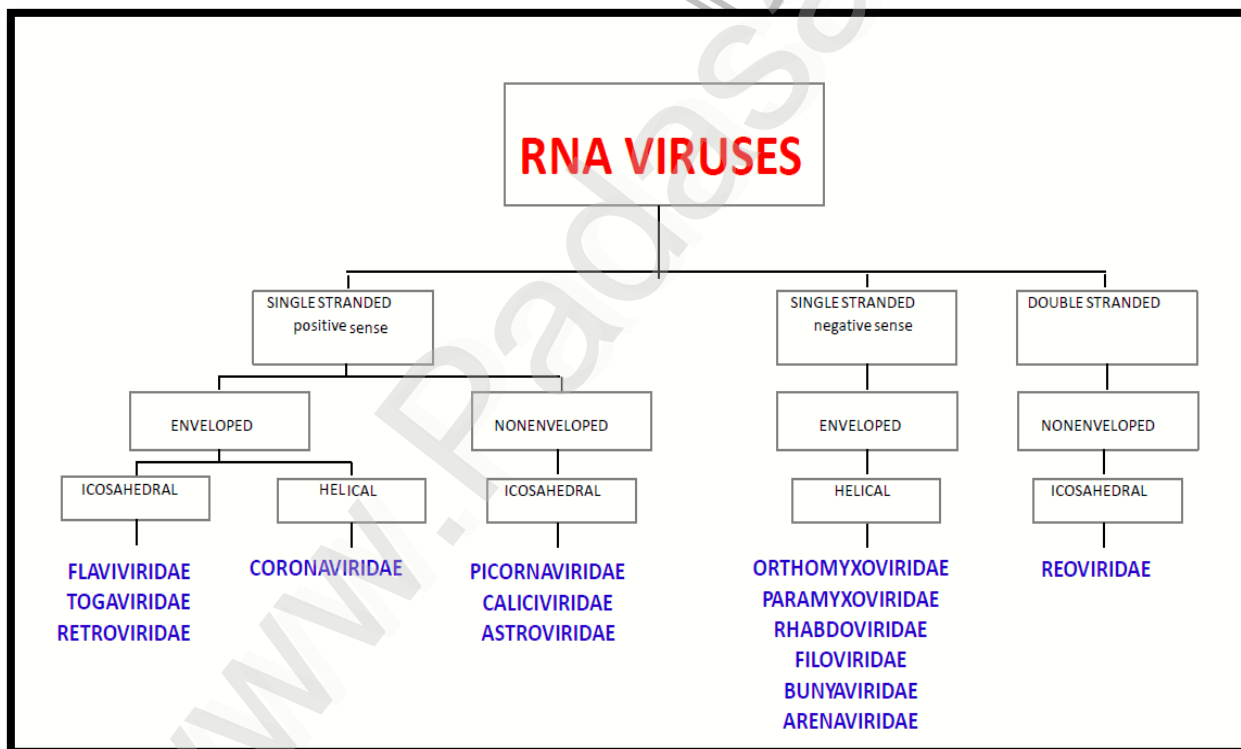 RNA VIRUSES
SINGLE STRANDED
positive sense
SINGLE STRANDED
negative sense
DOUBLE STRANDED
ENVELOPED
NONENVELOPED
ENVELOPED
NONENVELOPED
ICOSAHEDRAL
HELICAL
ICOSAHEDRAL
HELICAL
ICOSAHEDRAL
FLAVIVIRIDAE
TOGAVIRIDAE
RETROVIRIDAE
CORONAVIRIDAE
PICORNAVIRIDAE
CALICIVIRIDAE
ASTROVIRIDAE
ORTHOMYXOVIRIDAE
PARAMYXOVIRIDAE
RHABDOVIRIDAE
FILOVIRIDAE
BUNYAVIRIDAE
ARENAVIRIDAE
REOVIRIDAE